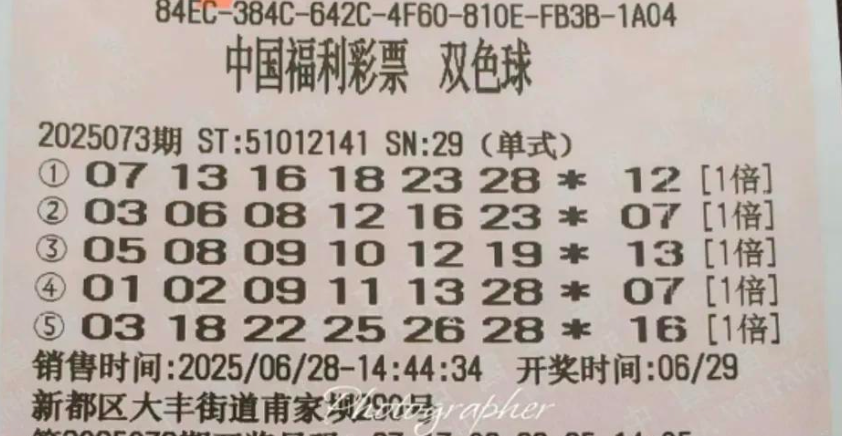 84EC-384C-642C-4F60-810E-FB3B-1A04
中国福利彩票 双色球
2025073期 ST:51012141 SN:29（单式）
① 07 13 16 18 23 28 * 12 [1倍]
② 03 06 08 12 16 23 * 07 [1倍]
③ 05 08 09 10 12 19 * 13 [1倍]
④ 01 02 09 11 13 28 * 07 [1倍]
⑤ 03 18 22 25 26 28 * 16 [1倍]
销售时间:2025/06/28-14:44:34 开奖时间:06/29
新都区大丰街道甫家
Photographer